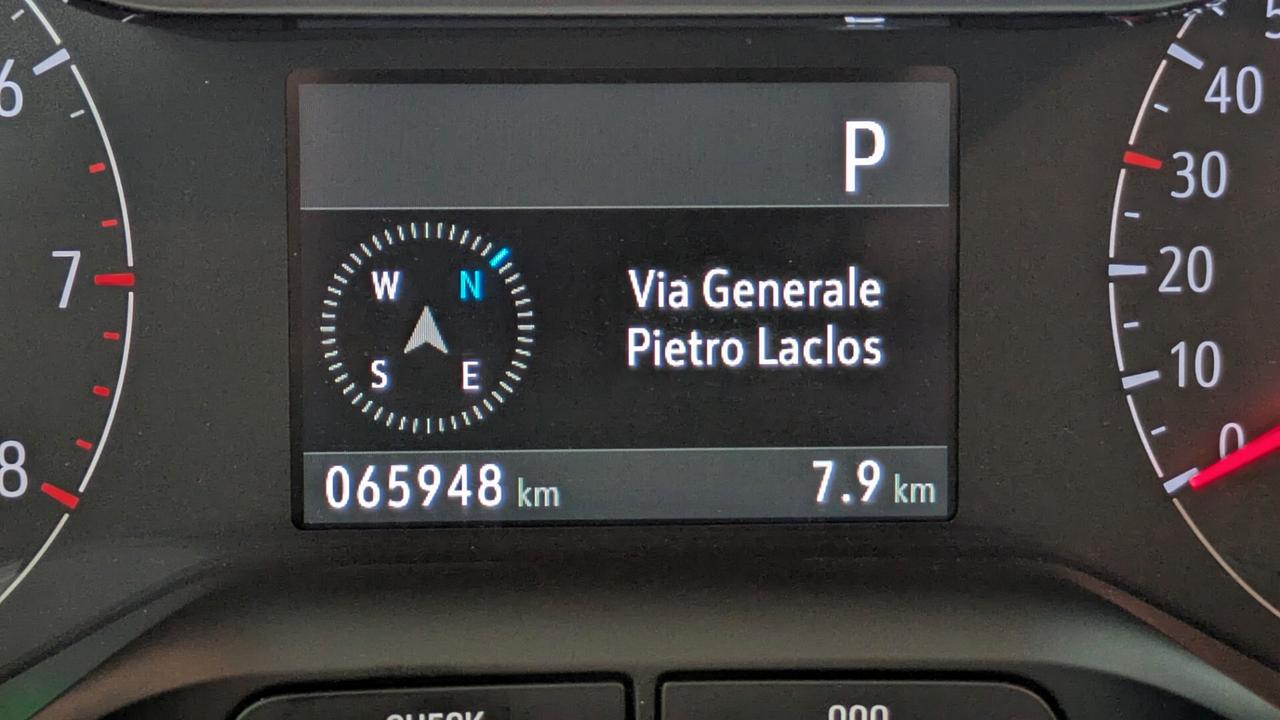 P
W N
S E
Via Generale
Pietro Laclos
065948 km 7.9 km
6
7
8
40
30
20
10
0